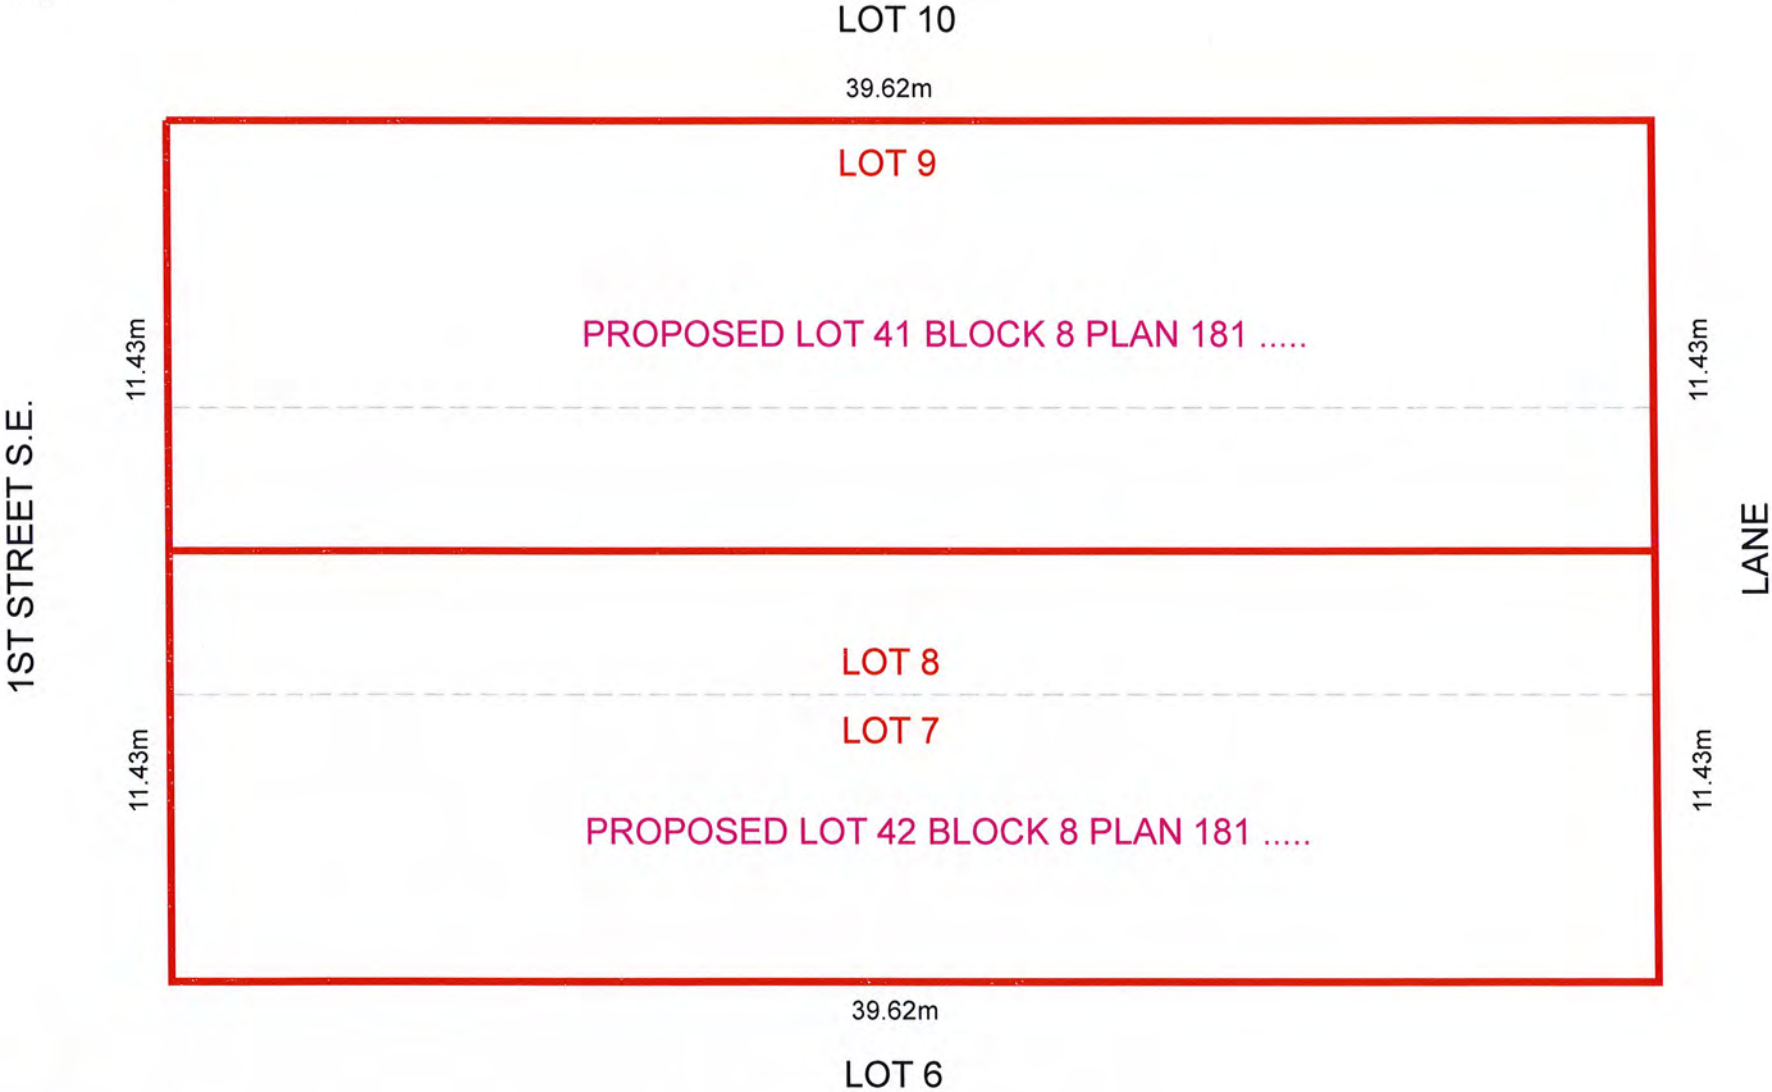 LOT 10
39.62m
LOT 9
PROPOSED LOT 41 BLOCK 8 PLAN 181 .....
11.43m
11.43m
1ST STREET S.E.
LANE
LOT 8
LOT 7
11.43m
11.43m
PROPOSED LOT 42 BLOCK 8 PLAN 181 .....
39.62m
LOT 6